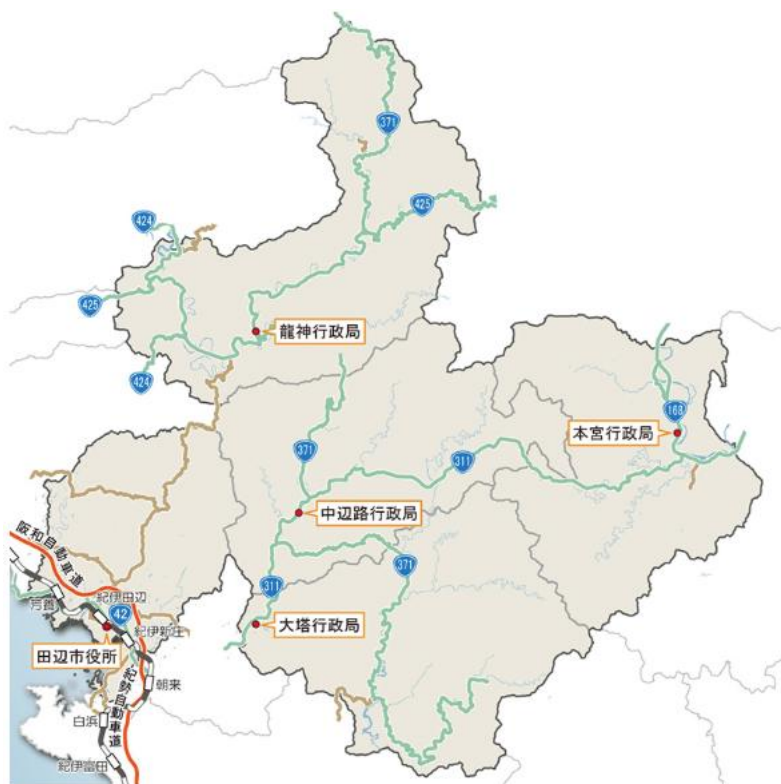 371
424
425
425
龍神行政局
424
168
本宮行政局
371
311
中辺路行政局
371
阪和自動車道
311
紀伊田辺
芳養
42
大塔行政局
紀伊新庄
田辺市役所
朝来
紀勢自動車道
白浜
紀伊富田